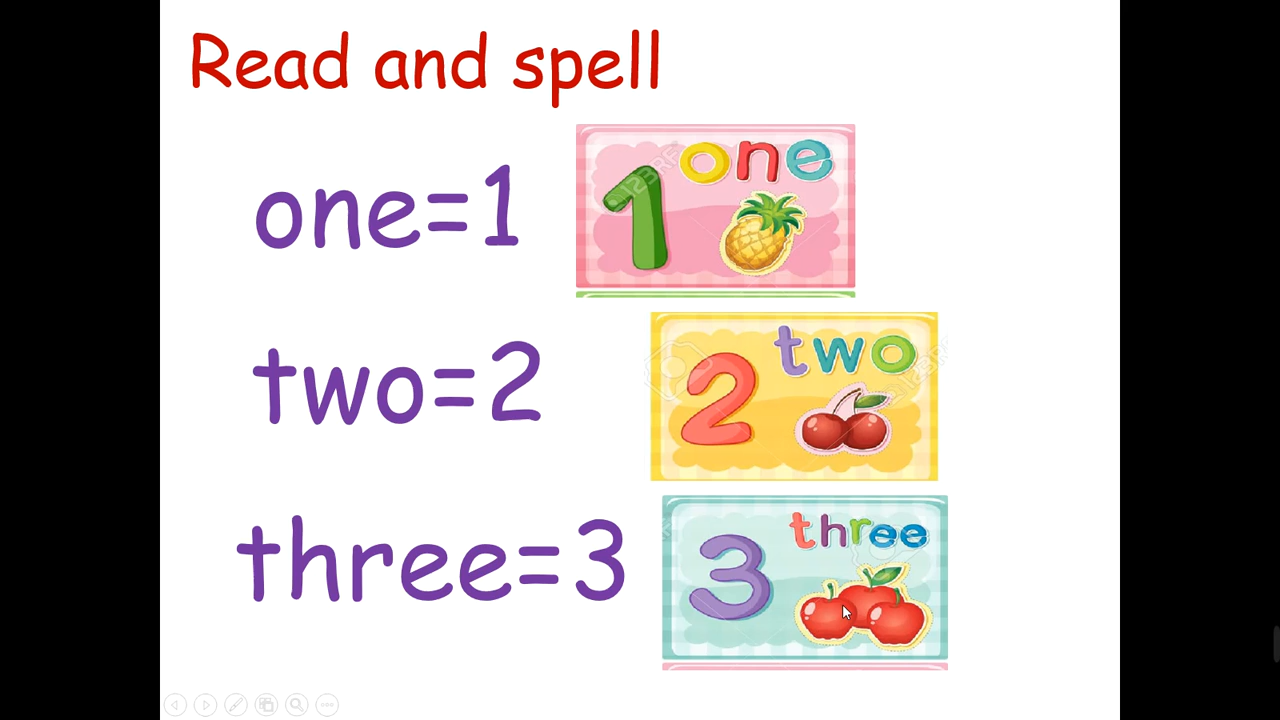 Read and spell
one=1
1 one
two=2
2 two
three=3
3 three